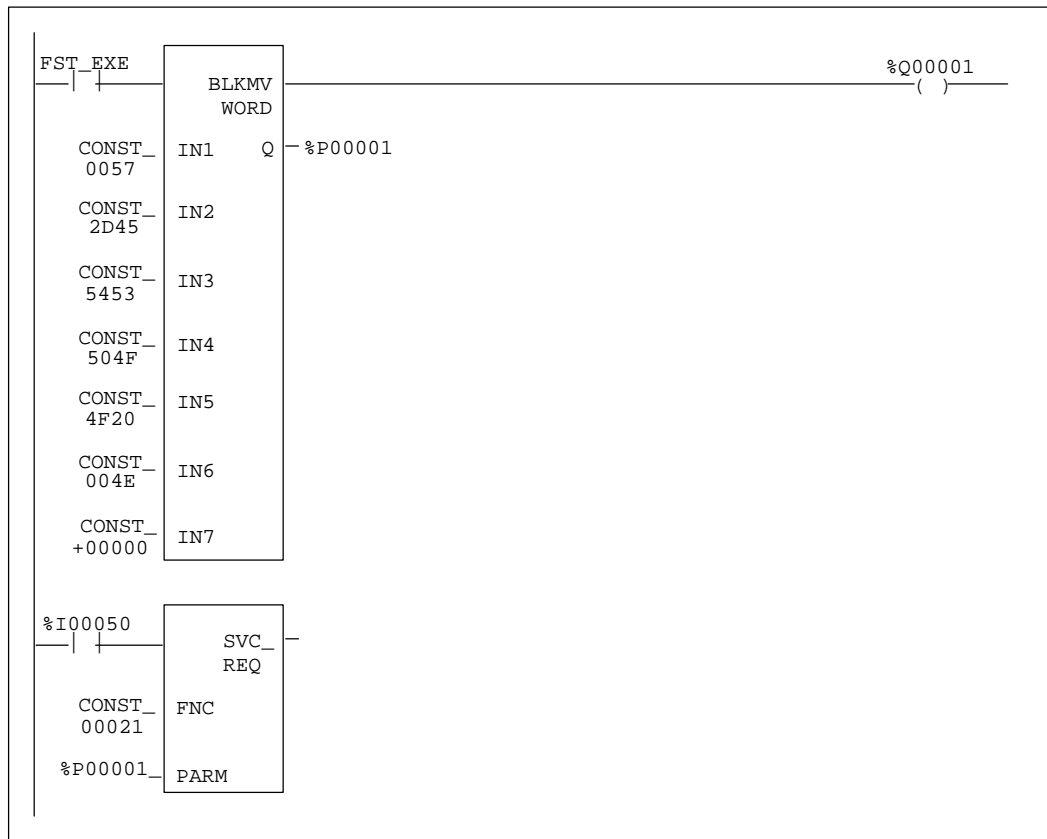 FST_EXE
%Q00001
( )
BLKMV
WORD
CONST_
0057
IN1
Q
%P00001
CONST_
2D45
IN2
CONST_
5453
IN3
CONST_
504F
IN4
CONST_
4F20
IN5
CONST_
004E
IN6
CONST_
+00000
IN7
%I00050
SVC_
REQ
CONST_
00021
FNC
%P00001_
PARM